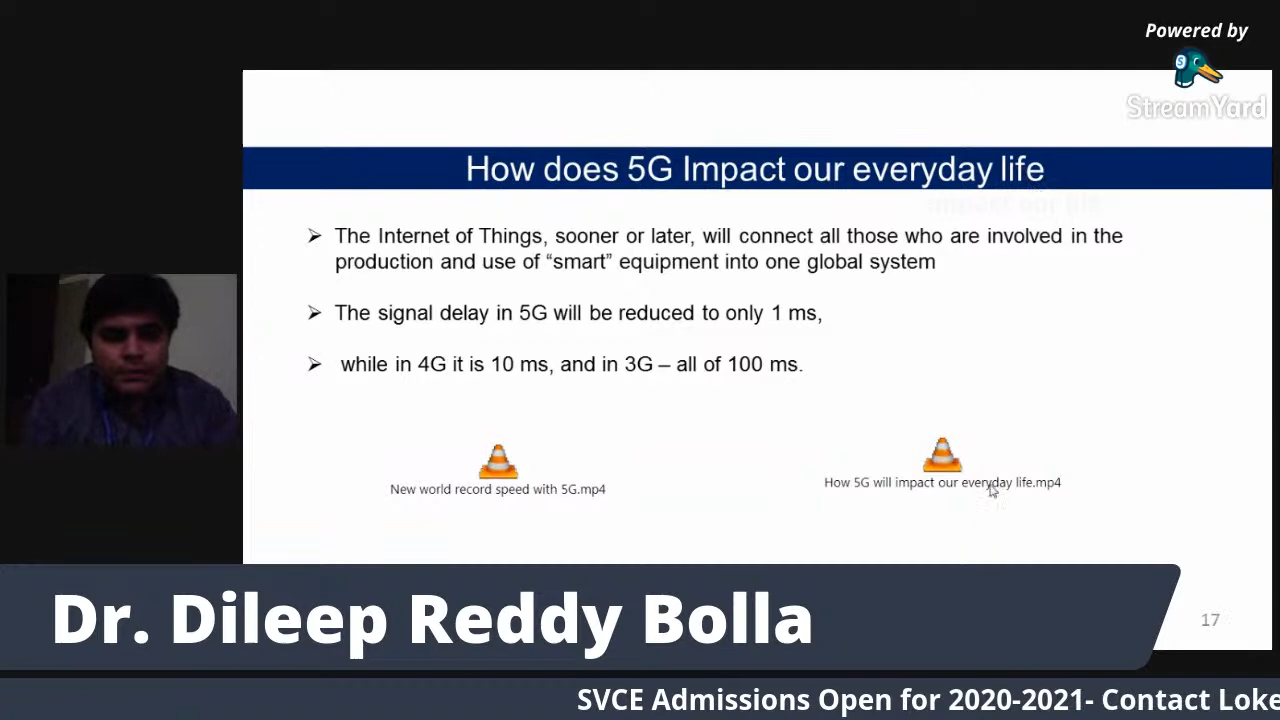 Powered by
StreamYard
How does 5G Impact our everyday life
➢ The Internet of Things, sooner or later, will connect all those who are involved in the
production and use of “smart” equipment into one global system
➢ The signal delay in 5G will be reduced to only 1 ms,
➢ while in 4G it is 10 ms, and in 3G – all of 100 ms.
New world record speed with 5G.mp4
How 5G will impact our everyday life.mp4
Dr. Dileep Reddy Bolla
17
SVCE Admissions Open for 2020-2021- Contact Loke